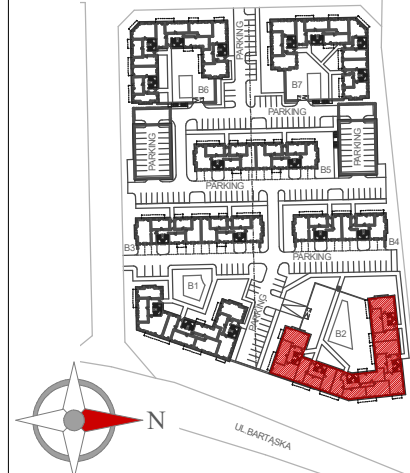 PARKING
B6
B7
PARKING
PARKING
PARKING
B5
PARKING
B3
B4
PARKING
B1
PARKING
B2
N
UL.BARTĄSKA